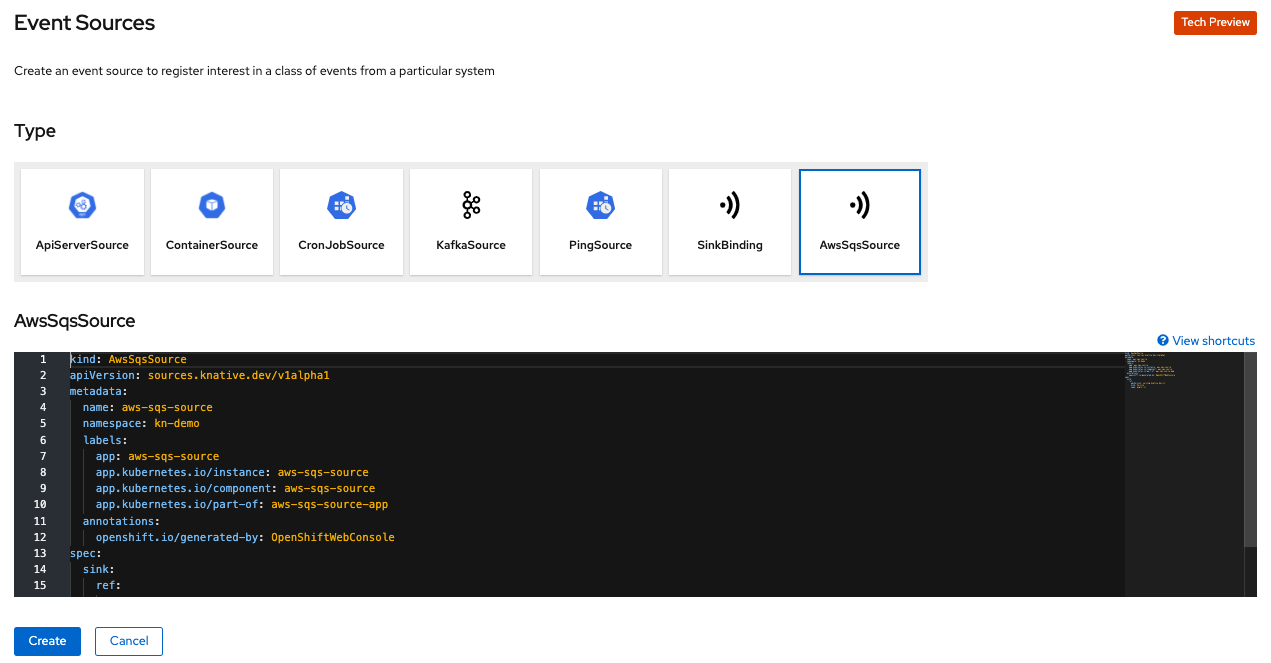 Event Sources
Tech Preview
Create an event source to register interest in a class of events from a particular system
Type
ApiServerSource
ContainerSource
CronJobSource
KafkaSource
PingSource
SinkBinding
AwsSqsSource
AwsSqsSource
View shortcuts
1 kind: AwsSqsSource
2 apiVersion: sources.knative.dev/v1alpha1
3 metadata:
4   name: aws-sqs-source
5   namespace: kn-demo
6   labels:
7     app: aws-sqs-source
8     app.kubernetes.io/instance: aws-sqs-source
9     app.kubernetes.io/component: aws-sqs-source
10     app.kubernetes.io/part-of: aws-sqs-source-app
11   annotations:
12     openshift.io/generated-by: OpenShiftWebConsole
13 spec:
14   sink:
15     ref:
Create
Cancel